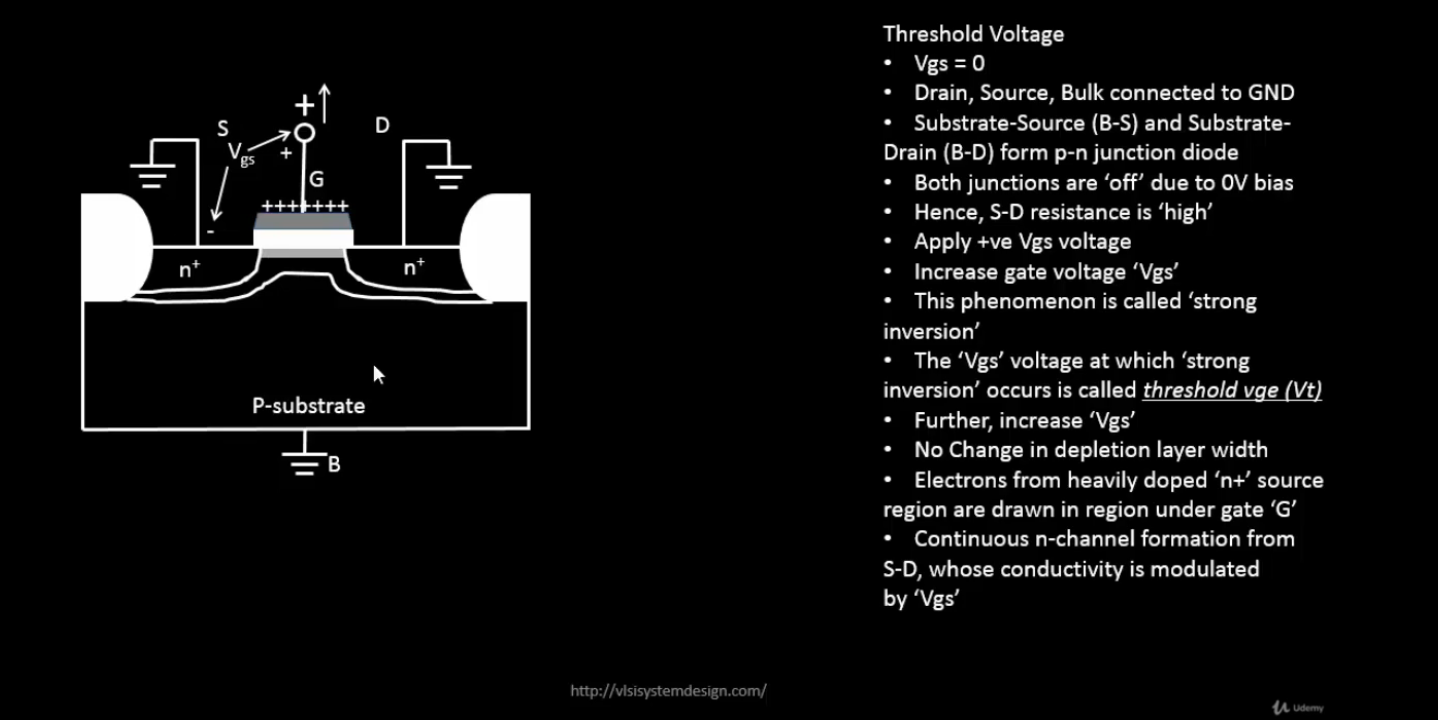 Threshold Voltage
• Vgs = 0
• Drain, Source, Bulk connected to GND
• Substrate-Source (B-S) and Substrate-
Drain (B-D) form p-n junction diode
• Both junctions are ‘off’ due to 0V bias
• Hence, S-D resistance is ‘high’
• Apply +ve Vgs voltage
• Increase gate voltage ‘Vgs’
• This phenomenon is called ‘strong
inversion’
• The ‘Vgs’ voltage at which ‘strong
inversion’ occurs is called threshold vge (Vt)
• Further, increase ‘Vgs’
• No Change in depletion layer width
• Electrons from heavily doped ‘n+’ source
region are drawn in region under gate ‘G’
• Continuous n-channel formation from
S-D, whose conductivity is modulated
by ‘Vgs’
+
S
D
Vgs
+
G
+++++++
-
n+
n+
P-substrate
B
http://vlsisystemdesign.com/
Udemy